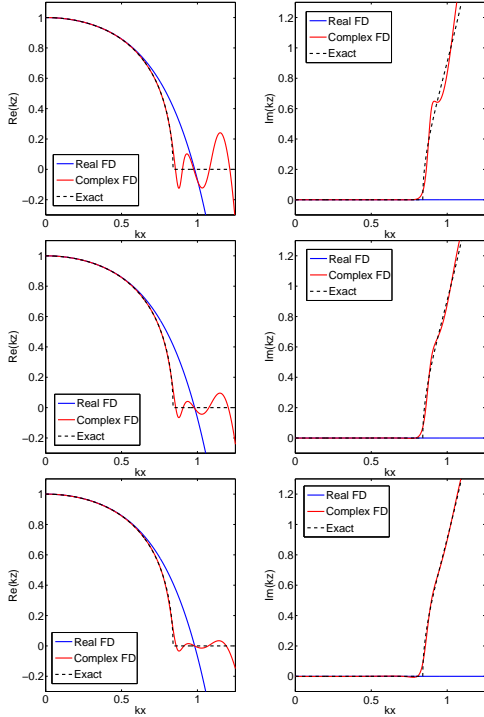 1
0.8
0.6
0.4
0.2
0
−0.2
Re(kz)
Real FD
Complex FD
Exact
0
0.5
1
kx
1.2
1
0.8
0.6
0.4
0.2
0
Im(kz)
Real FD
Complex FD
Exact
0
0.5
1
kx
1
0.8
0.6
0.4
0.2
0
−0.2
Re(kz)
Real FD
Complex FD
Exact
0
0.5
1
kx
1.2
1
0.8
0.6
0.4
0.2
0
Im(kz)
Real FD
Complex FD
Exact
0
0.5
1
kx
1
0.8
0.6
0.4
0.2
0
−0.2
Re(kz)
Real FD
Complex FD
Exact
0
0.5
1
kx
1.2
1
0.8
0.6
0.4
0.2
0
Im(kz)
Real FD
Complex FD
Exact
0
0.5
1
kx